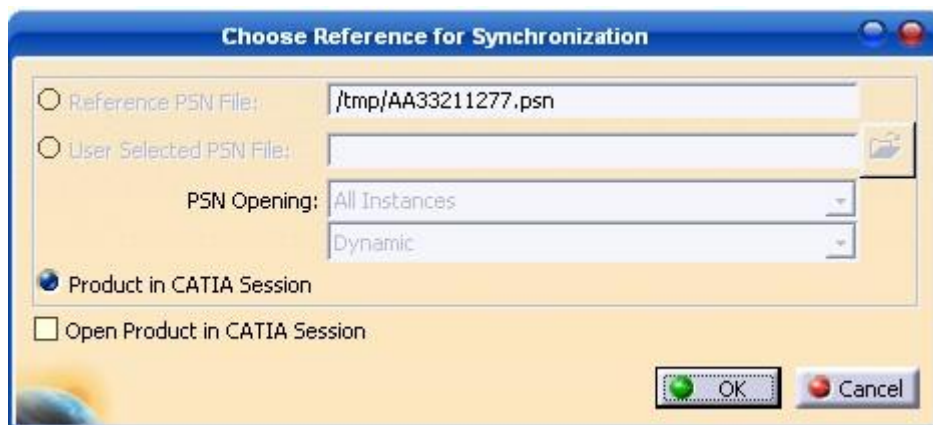 Choose Reference for Synchronization
Reference PSN File: /tmp/AA33211277.psn
User Selected PSN File:
PSN Opening: All Instances
Dynamic
Product in CATIA Session
Open Product in CATIA Session
OK Cancel